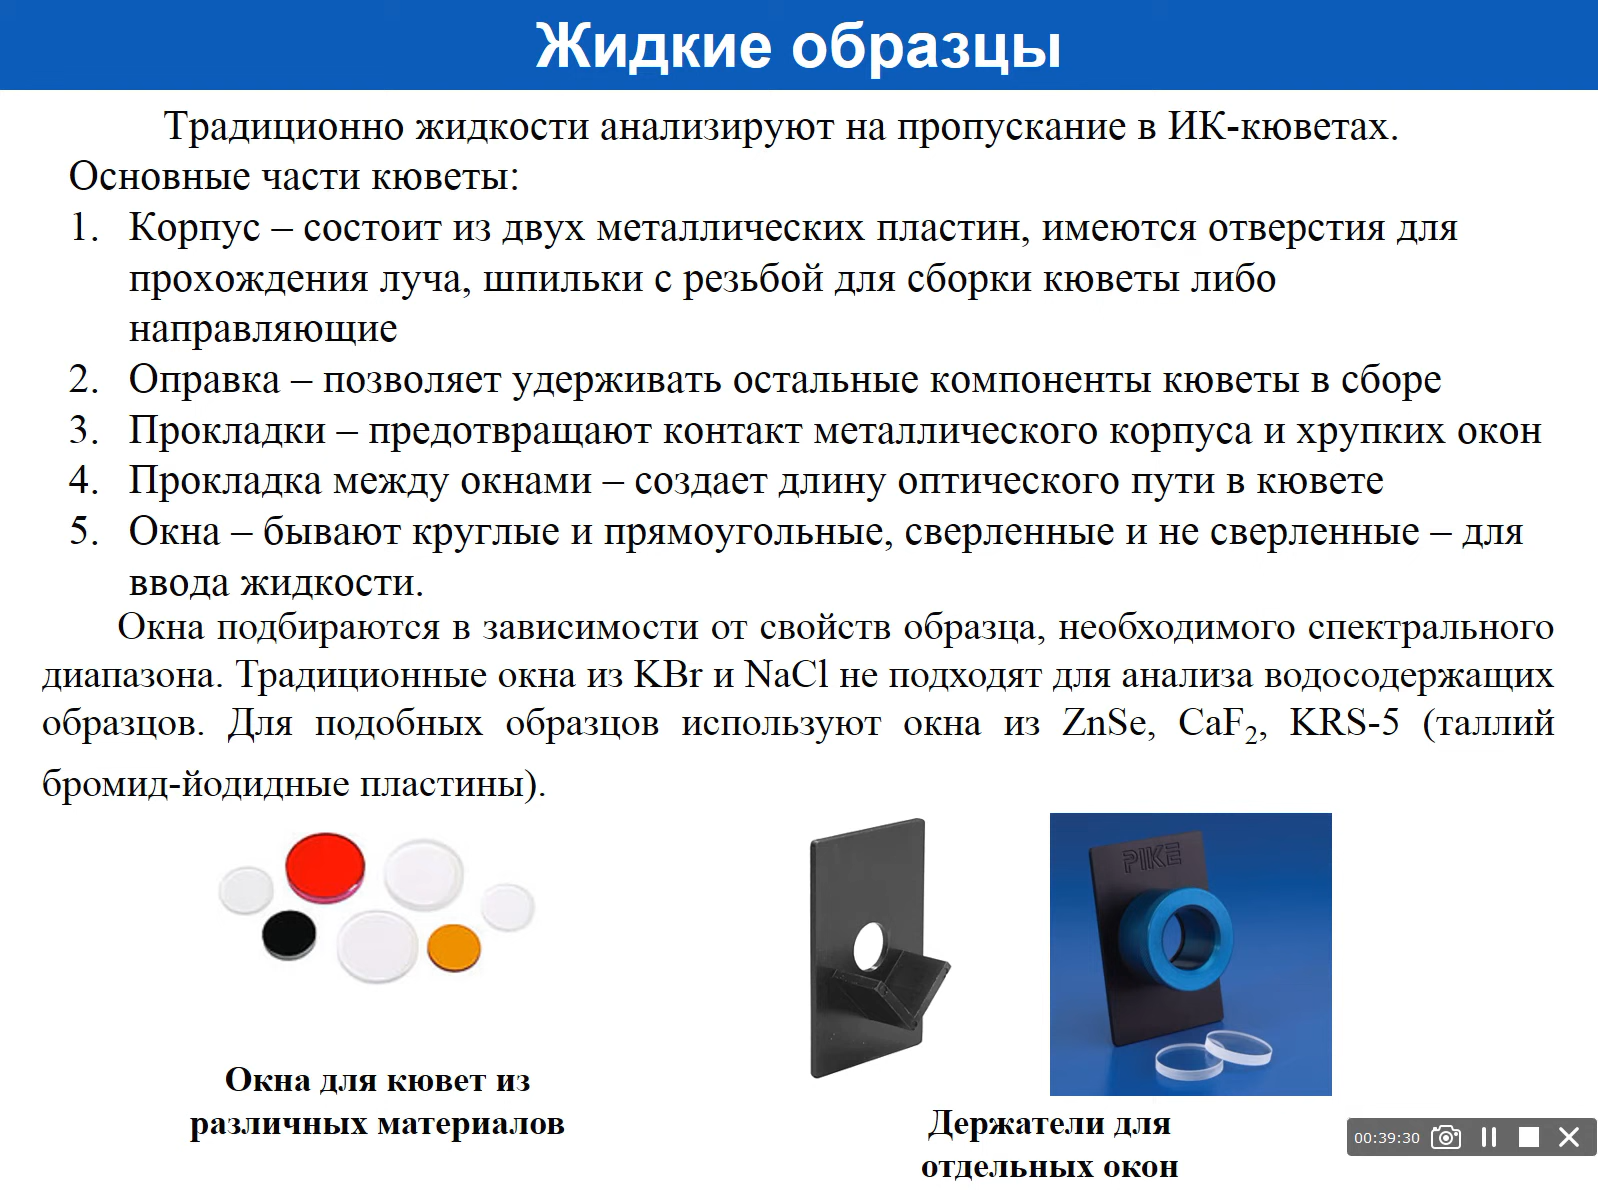 Жидкие образцы
Традиционно жидкости анализируют на пропускание в ИК-кюветах.
Основные части кюветы:
1. Корпус – состоит из двух металлических пластин, имеются отверстия для
прохождения луча, шпильки с резьбой для сборки кюветы либо
направляющие
2. Оправка – позволяет удерживать остальные компоненты кюветы в сборе
3. Прокладки – предотвращают контакт металлического корпуса и хрупких окон
4. Прокладка между окнами – создает длину оптического пути в кювете
5. Окна – бывают круглые и прямоугольные, сверленные и не сверленные – для
ввода жидкости.
Окна подбираются в зависимости от свойств образца, необходимого спектрального
диапазона. Традиционные окна из KBr и NaCl не подходят для анализа водосодержащих
образцов. Для подобных образцов используют окна из ZnSe, CaF2, KRS-5 (таллий
бромид-йодидные пластины).
PIKE
Окна для кювет из
различных материалов
Держатели для
отдельных окон
00:39:30